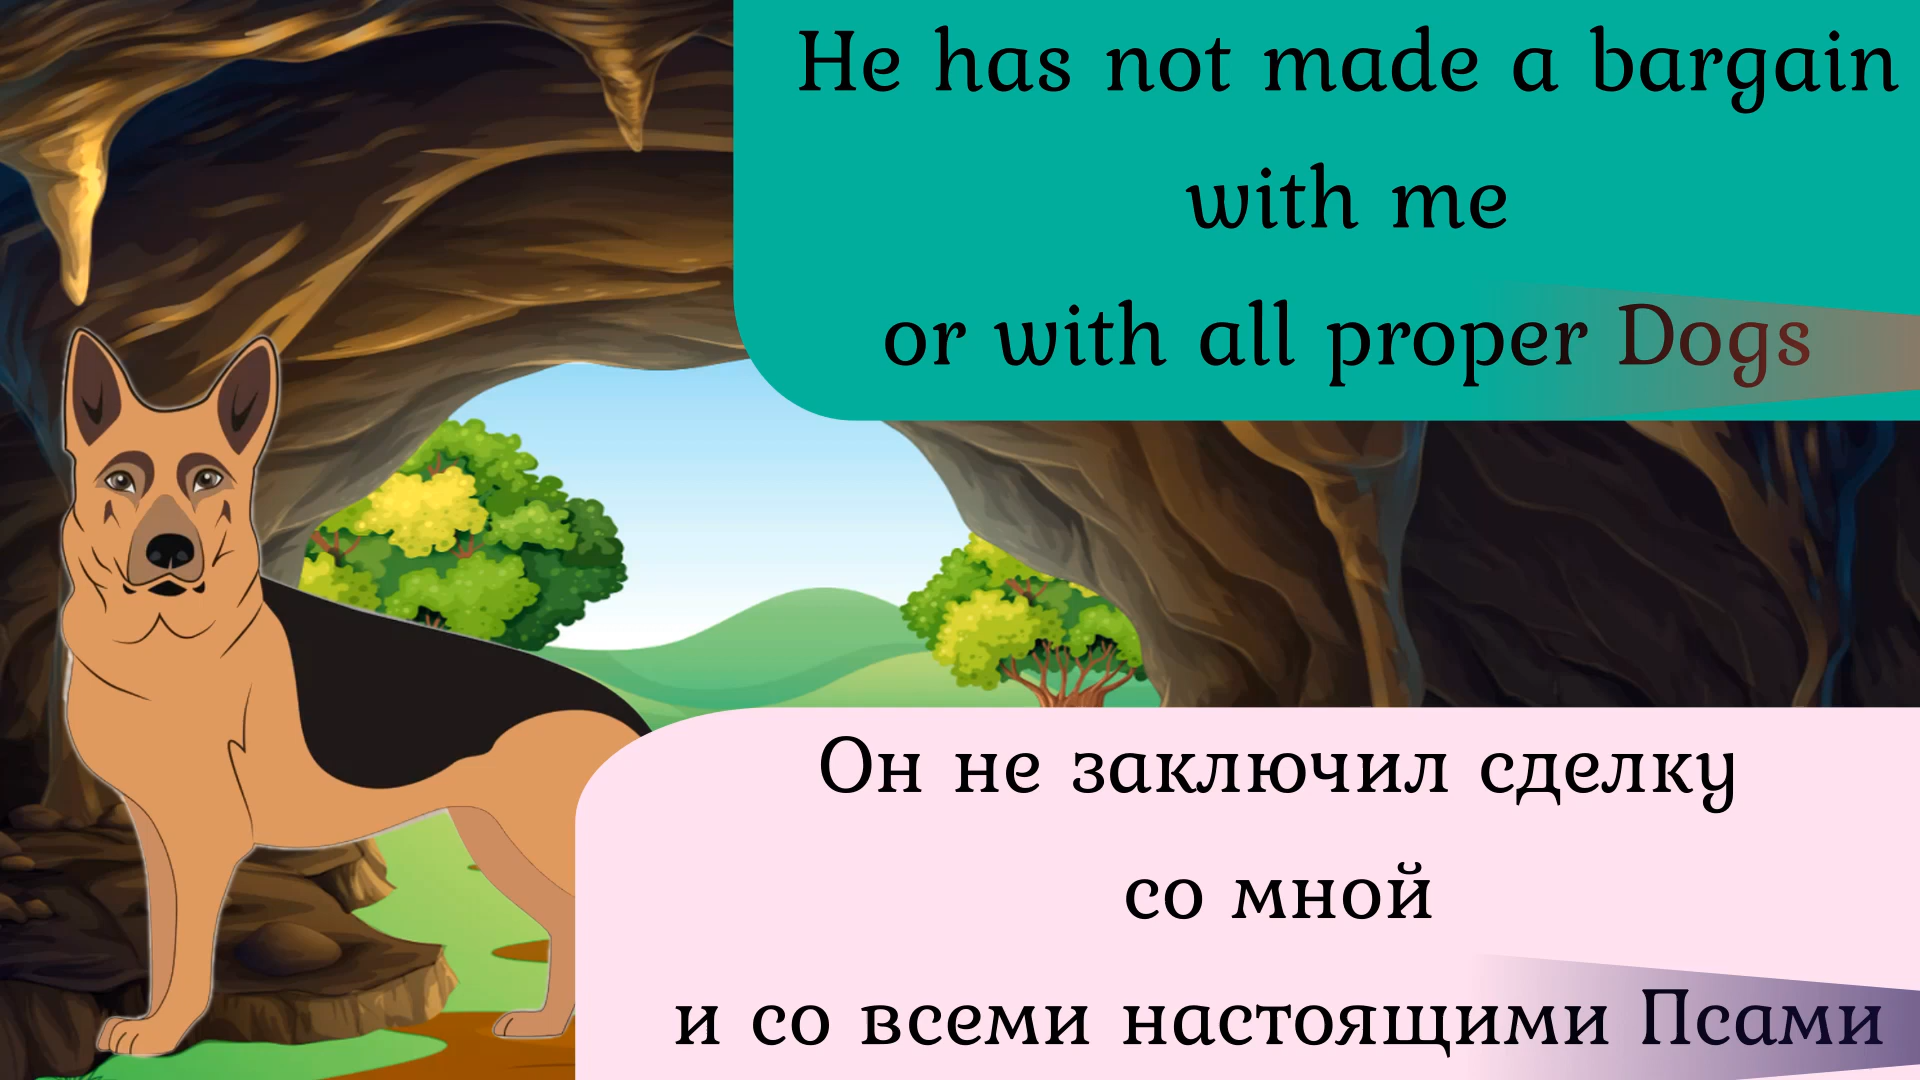 He has not made a bargain
with me
or with all proper Dogs
Он не заключил сделку
со мной
и со всеми настоящими Псами